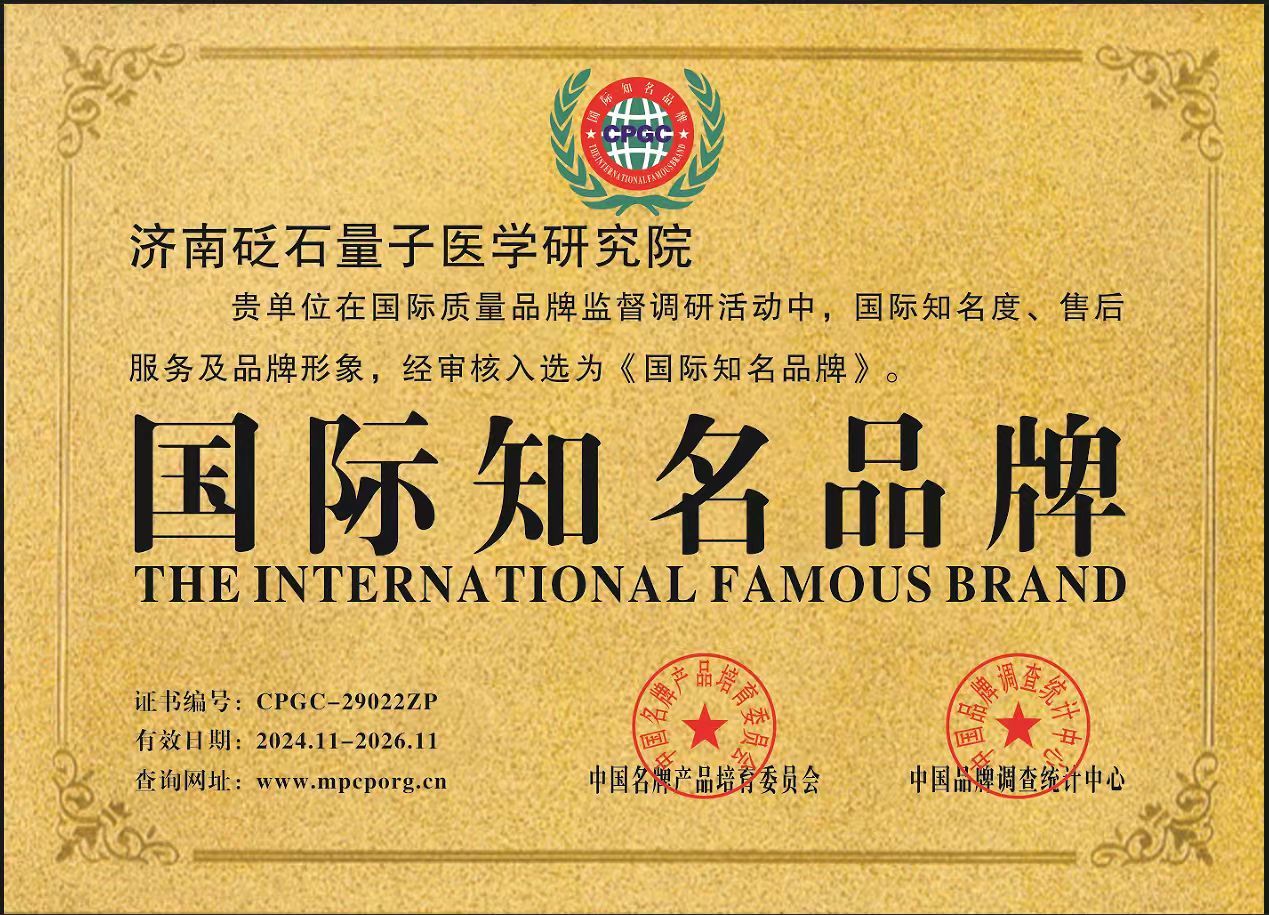 国际知名品牌
CPGC
THE INTERNATIONAL FAMOUS BRAND
济南砭石量子医学研究院
贵单位在国际质量品牌监督调研活动中，国际知名度、售后
服务及品牌形象，经审核入选为《国际知名品牌》。
国际知名品牌
THE INTERNATIONAL FAMOUS BRAND
证书编号：CPGC-29022ZP
有效日期：2024.11-2026.11
查询网址：www.mpcporg.cn
中国名牌产品培育委员会
中国名牌产品培育委员会
中国品牌调查统计中心
中国品牌调查统计中心